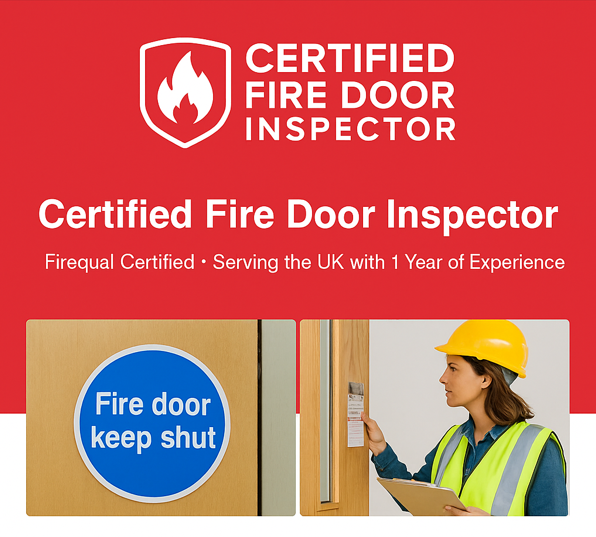 CERTIFIED
FIRE DOOR
INSPECTOR
Certified Fire Door Inspector
Firequal Certified • Serving the UK with 1 Year of Experience
Fire door
keep shut